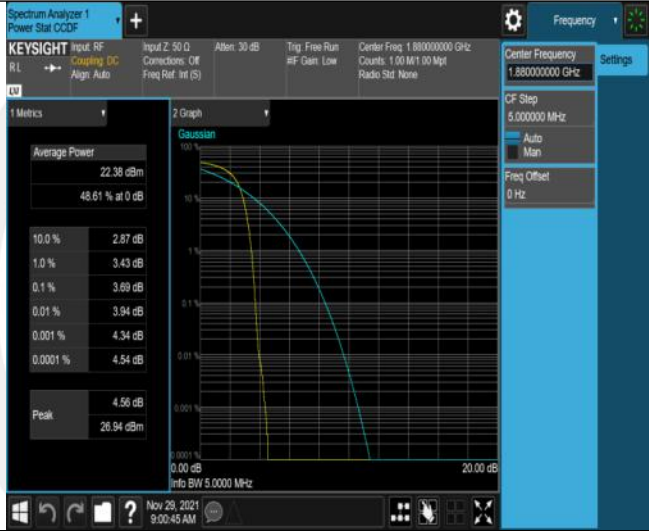 Spectrum Analyzer 1
Power Stat CCDF
Frequency
KEYSIGHT
RL
Input: RF
Coupling: DC
Align: Auto
Input Z: 50 Ω
Corrections: Off
Freq Ref: Int (S)
Atten: 30 dB
Trig: Free Run
#IF Gain: Low
Center Freq: 1.880000000 GHz
Counts: 1.00 M/1.00 Mpt
Radio Std: None
LV
1 Metrics
Average Power
22.38 dBm
48.61 % at 0 dB
10.0 % 2.87 dB
1.0 % 3.43 dB
0.1 % 3.69 dB
0.01 % 3.94 dB
0.001 % 4.34 dB
0.0001 % 4.54 dB
Peak
4.56 dB
26.94 dBm
2 Graph
Gaussian
100 %
10 %
1 %
0.1 %
0.01 %
0.001 %
0.0001 %
0.00 dB 20.00 dB
Info BW 5.0000 MHz
Center Frequency
1.880000000 GHz
Settings
CF Step
5.000000 MHz
Auto
Man
Freq Offset
0 Hz
?
Nov 29, 2021
9:00:45 AM